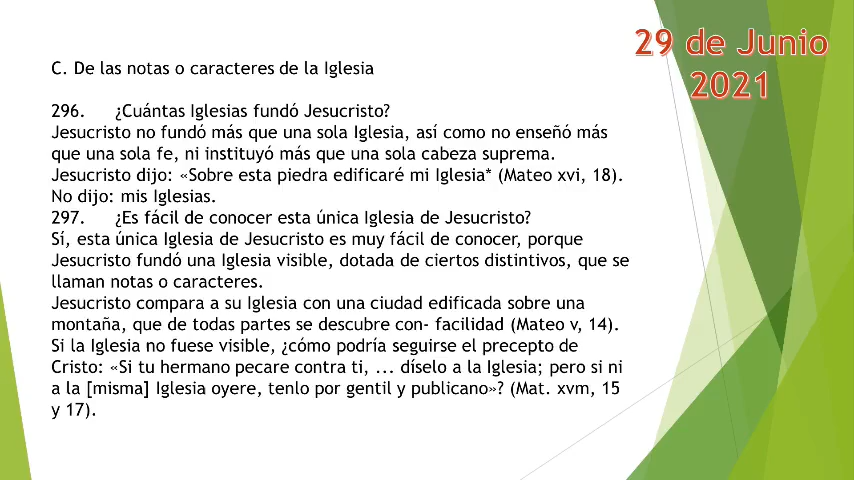 29 de Junio
2021
C. De las notas o caracteres de la Iglesia
296. ¿Cuántas Iglesias fundó Jesucristo?
Jesucristo no fundó más que una sola Iglesia, así como no enseñó más
que una sola fe, ni instituyó más que una sola cabeza suprema.
Jesucristo dijo: «Sobre esta piedra edificaré mi Iglesia* (Mateo xvi, 18).
No dijo: mis Iglesias.
297. ¿Es fácil de conocer esta única Iglesia de Jesucristo?
Sí, esta única Iglesia de Jesucristo es muy fácil de conocer, porque
Jesucristo fundó una Iglesia visible, dotada de ciertos distintivos, que se
llaman notas o caracteres.
Jesucristo compara a su Iglesia con una ciudad edificada sobre una
montaña, que de todas partes se descubre con- facilidad (Mateo v, 14).
Si la Iglesia no fuese visible, ¿cómo podría seguirse el precepto de
Cristo: «Si tu hermano pecare contra ti, ... díselo a la Iglesia; pero si ni
a la [misma] Iglesia oyere, tenlo por gentil y publicano»? (Mat. xvm, 15
y 17).